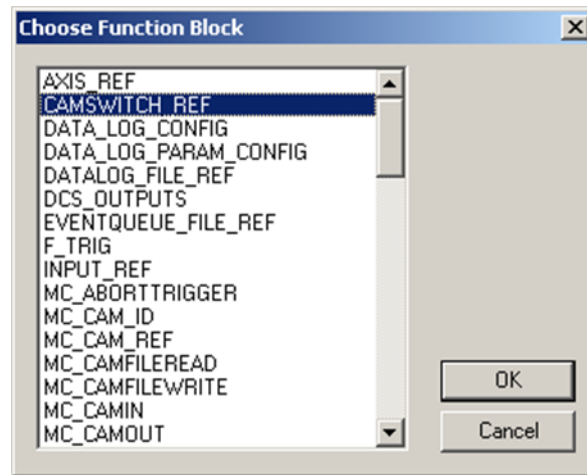 Choose Function Block
AXIS_REF
CAMSWITCH_REF
DATA_LOG_CONFIG
DATA_LOG_PARAM_CONFIG
DATALOG_FILE_REF
DCS_OUTPUTS
EVENTQUEUE_FILE_REF
F_TRIG
INPUT_REF
MC_ABORTTRIGGER
MC_CAM_ID
MC_CAM_REF
MC_CAMFILEREAD
MC_CAMFILEWRITE
MC_CAMIN
MC_CAMOUT
OK
Cancel